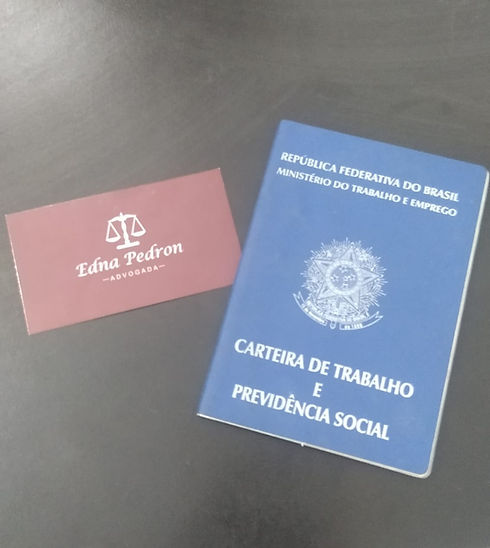 Edna Pedron
ADVOGADA
REPÚBLICA FEDERATIVA DO BRASIL
MINISTÉRIO DO TRABALHO E EMPREGO
CARTEIRA DE TRABALHO
E
PREVIDÊNCIA SOCIAL